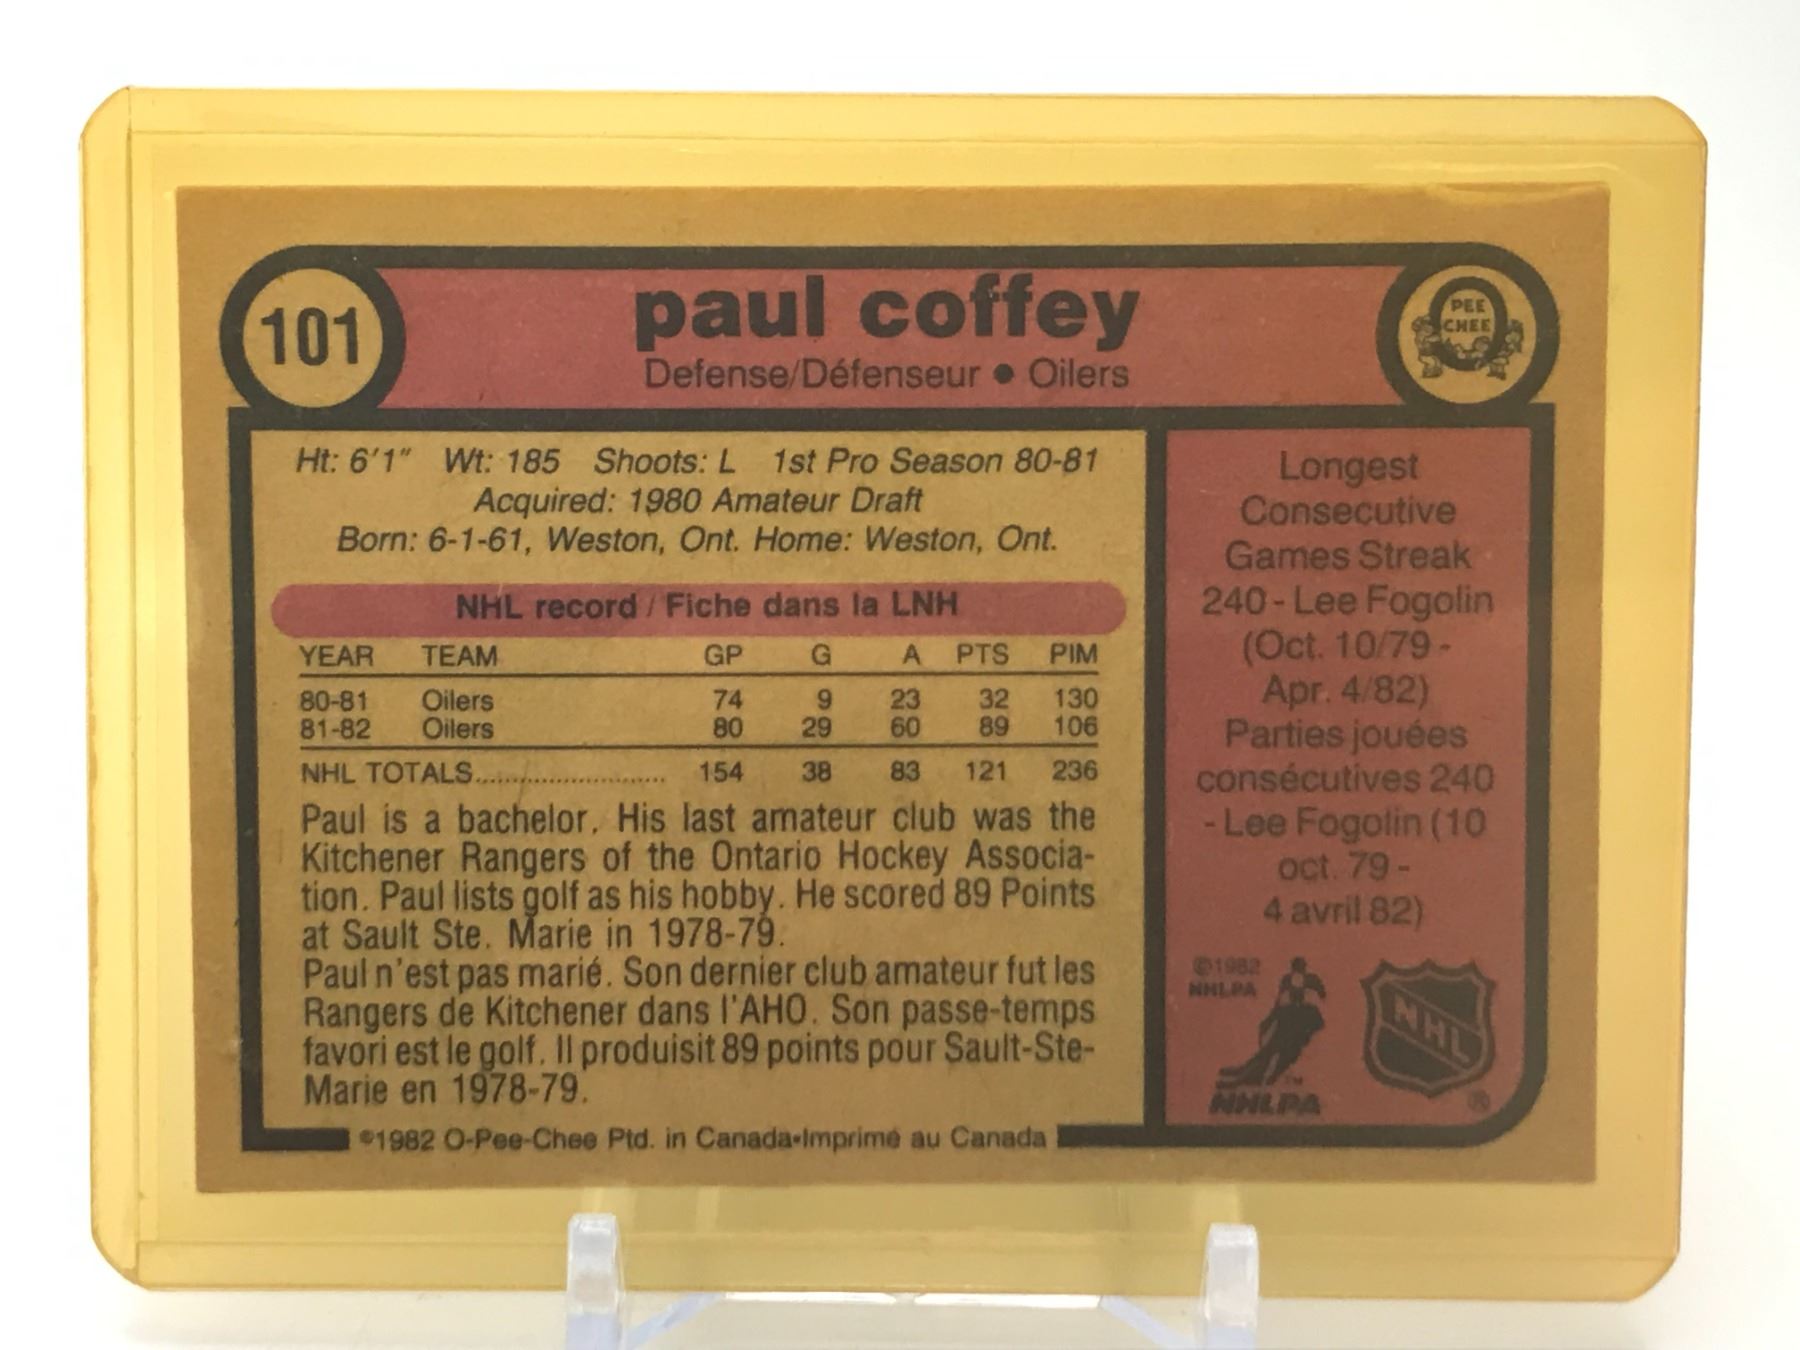 101
paul coffey
PEE
CHEE
Defense/Défenseur • Oilers
Ht: 6'1" Wt: 185 Shoots: L 1st Pro Season 80-81
Acquired: 1980 Amateur Draft
Born: 6-1-61, Weston, Ont. Home: Weston, Ont.
NHL record / Fiche dans la LNH
YEAR TEAM GP G A PTS PIM
80-81 Oilers 74 9 23 32 130
81-82 Oilers 80 29 60 89 106
NHL TOTALS........................... 154 38 83 121 236
Paul is a bachelor. His last amateur club was the
Kitchener Rangers of the Ontario Hockey Associa-
tion. Paul lists golf as his hobby. He scored 89 Points
at Sault Ste. Marie in 1978-79.
Paul n'est pas marié. Son dernier club amateur fut les
Rangers de Kitchener dans l'AHO. Son passe-temps
favori est le golf. Il produisit 89 points pour Sault-Ste-
Marie en 1978-79.
©1982 O-Pee-Chee Ptd. in Canada•Imprimé au Canada
Longest
Consecutive
Games Streak
240 - Lee Fogolin
(Oct. 10/79 -
Apr. 4/82)
Parties jouées
consécutives 240
- Lee Fogolin (10
oct. 79 -
4 avril 82)
©1982
NHLPA
TM
NHLPA
NHL
®